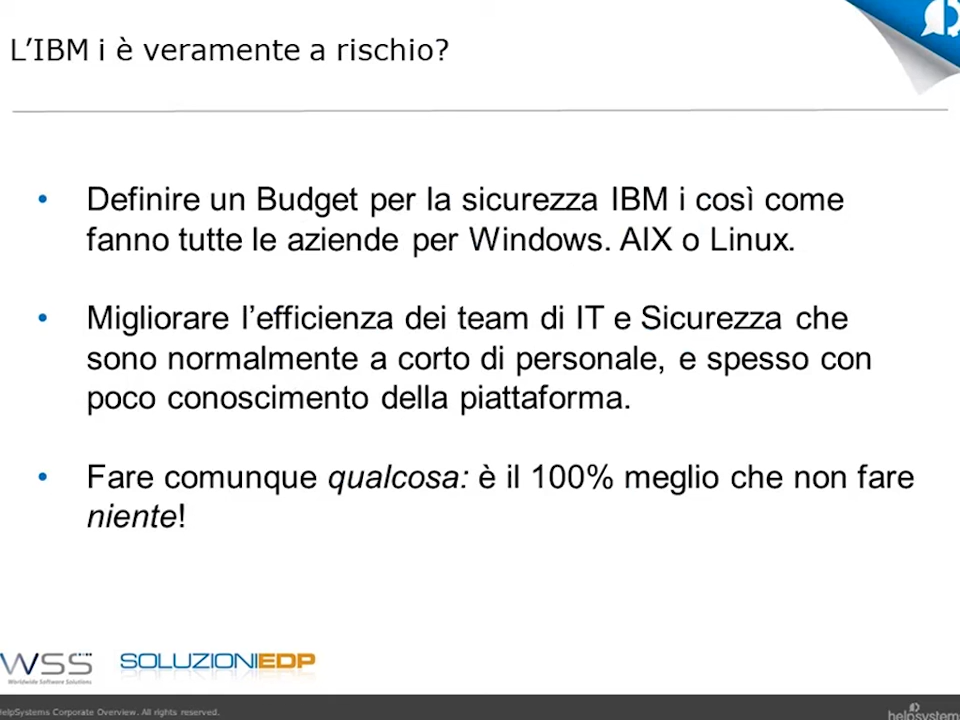 L’IBM i è veramente a rischio?
• Definire un Budget per la sicurezza IBM i così come
fanno tutte le aziende per Windows. AIX o Linux.
• Migliorare l’efficienza dei team di IT e Sicurezza che
sono normalmente a corto di personale, e spesso con
poco conoscimento della piattaforma.
• Fare comunque qualcosa: è il 100% meglio che non fare
niente!
WSS
Worldwide Software Solutions
SOLUZIONIEDP
HelpSystems Corporate Overview. All rights reserved.
helpsystems